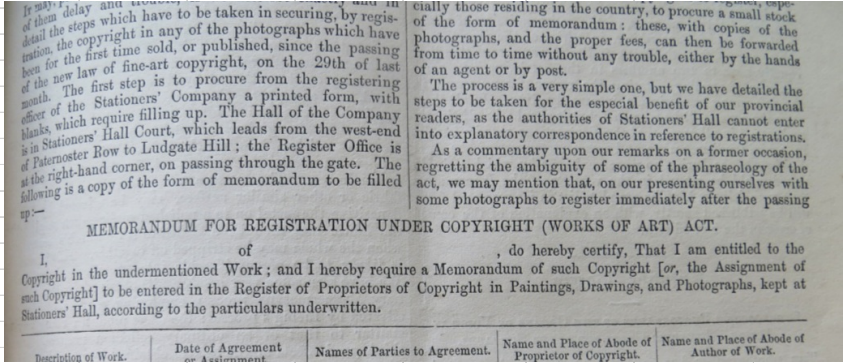 It may, p
of them delay and trouble,
detail the steps which have to be taken in securing, by regis-
tration, the copyright in any of the photographs which have
been for the first time sold, or published, since the passing
of the new law of fine-art copyright, on the 29th of last
month. The first step is to procure from the registering
officer of the Stationers' Company a printed form, with
blanks, which require filling up. The Hall of the Company
is in Stationers' Hall Court, which leads from the west-end
of Paternoster Row to Ludgate Hill; the Register Office is
at the right-hand corner, on passing through the gate. The
following is a copy of the form of memorandum to be filled
up:—
cially those residing in the country, to procure a small stock
of the form of memorandum: these, with copies of the
photographs, and the proper fees, can then be forwarded
from time to time without any trouble, either by the hands
of an agent or by post.
The process is a very simple one, but we have detailed the
steps to be taken for the especial benefit of our provincial
readers, as the authorities of Stationers' Hall cannot enter
into explanatory correspondence in reference to registrations.
As a commentary upon our remarks on a former occasion,
regretting the ambiguity of some of the phraseology of the
act, we may mention that, on our presenting ourselves with
some photographs to register immediately after the passing
MEMORANDUM FOR REGISTRATION UNDER COPYRIGHT (WORKS OF ART) ACT.
I, of , do hereby certify, That I am entitled to the
Copyright in the undermentioned Work; and I hereby require a Memorandum of such Copyright [or, the Assignment of
such Copyright] to be entered in the Register of Proprietors of Copyright in Paintings, Drawings, and Photographs, kept at
Stationers' Hall, according to the particulars underwritten.
Description of Work.
Date of Agreement
or Assignment
Names of Parties to Agreement.
Name and Place of Abode of
Proprietor of Copyright.
Name and Place of Abode of
Author of Work.